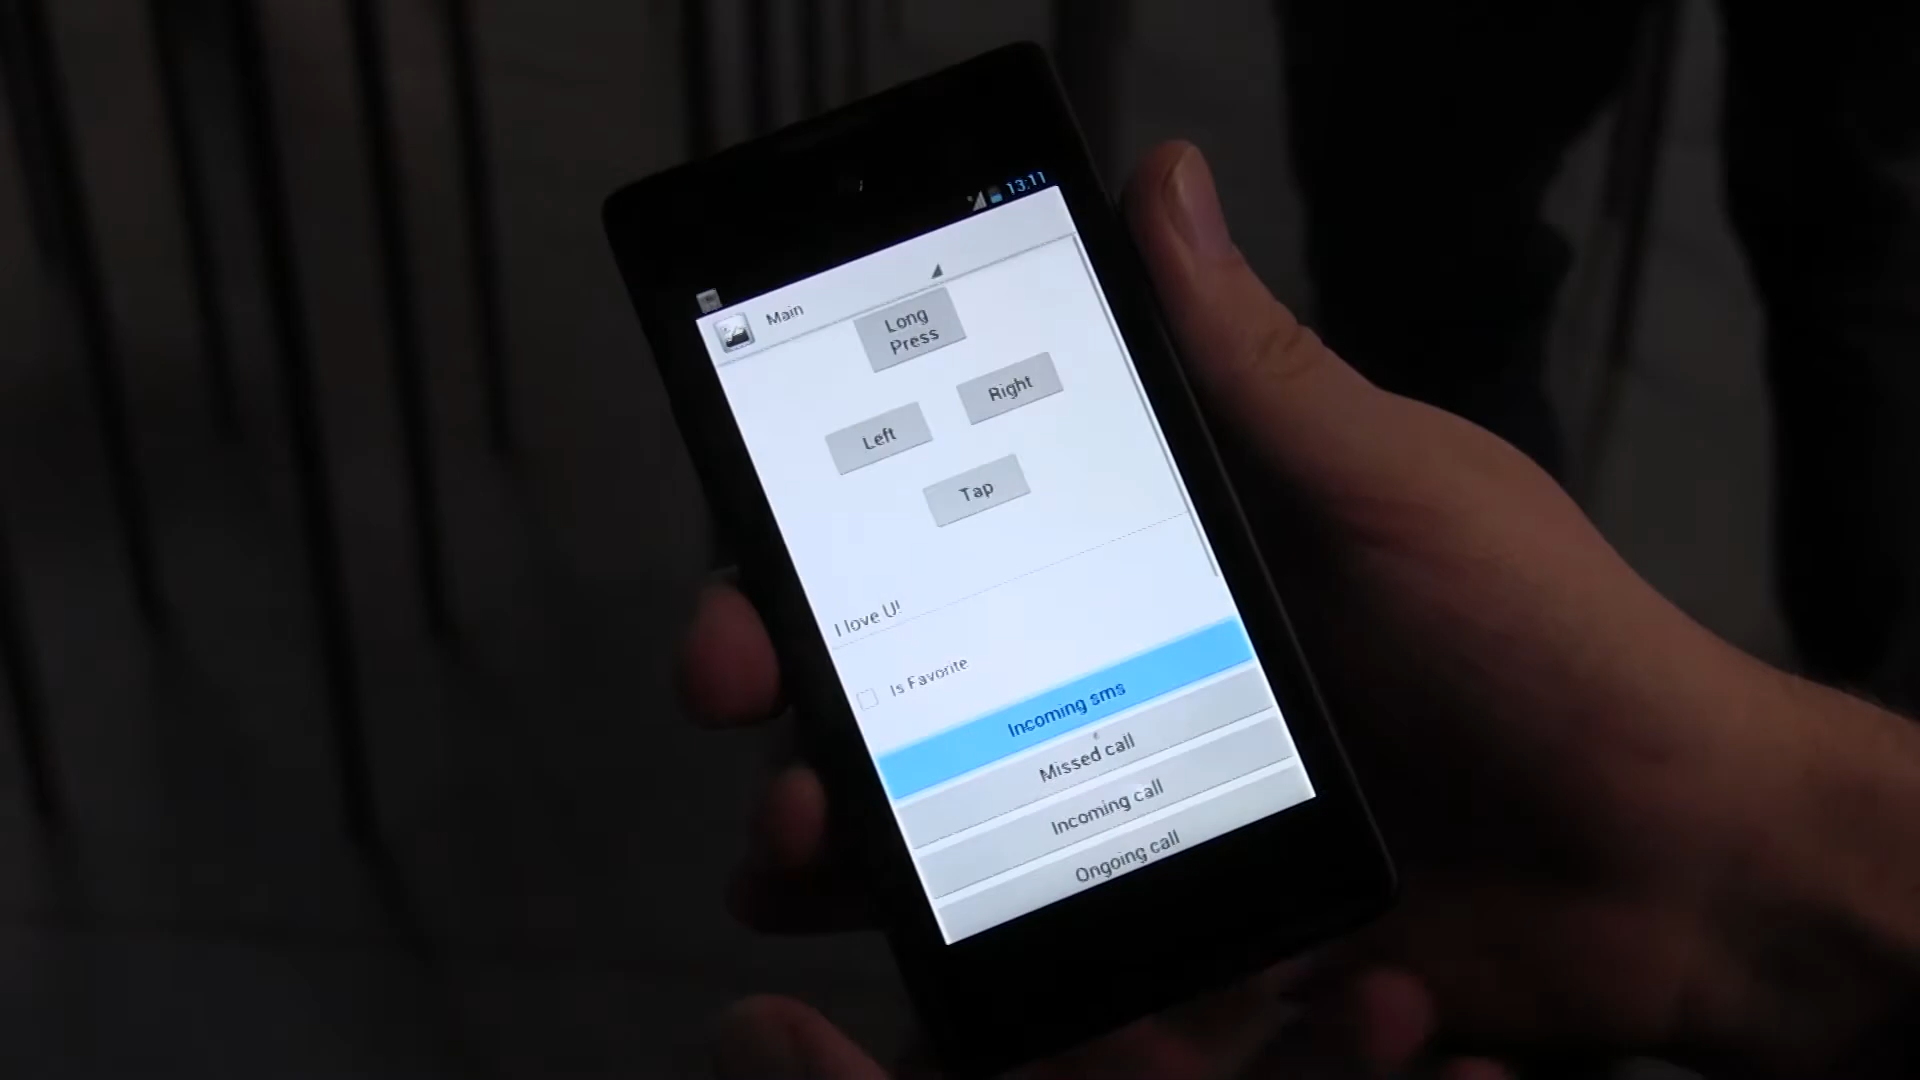 13:11
Main
Long
Press
Right
Left
Tap
I love U!
Is Favorite
Incoming sms
Missed call
Incoming call
Ongoing call